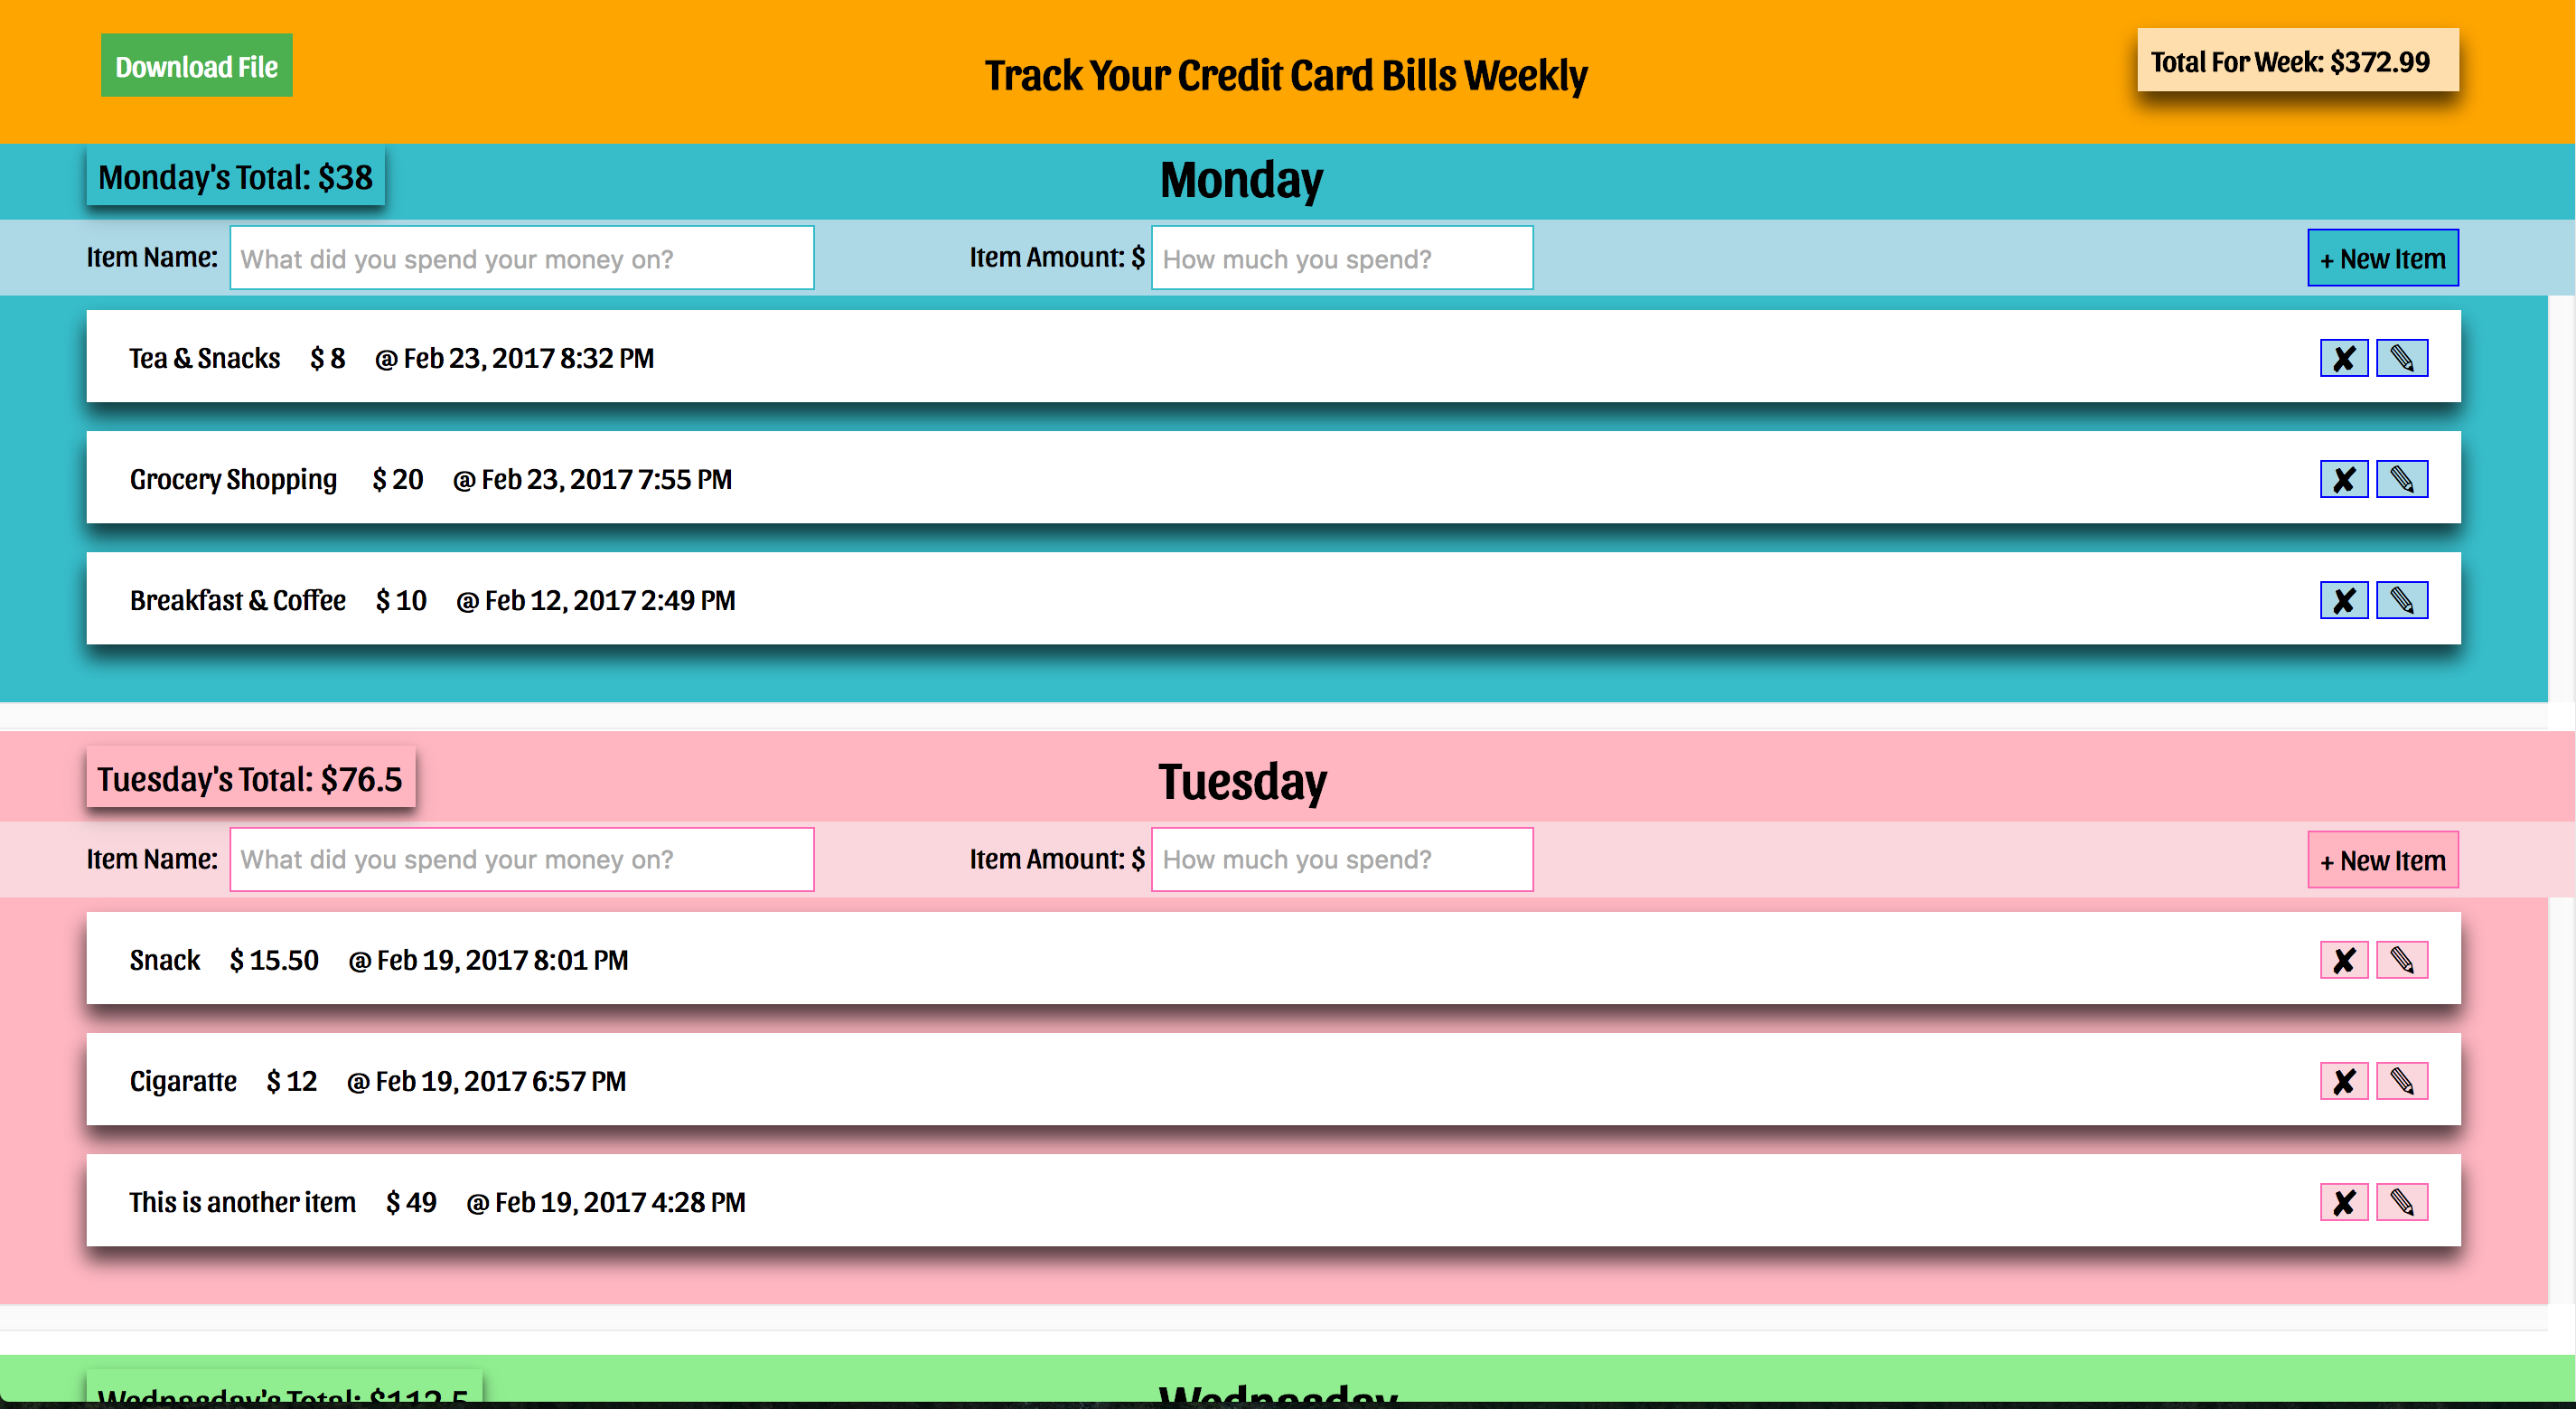 Download File
Track Your Credit Card Bills Weekly
Total For Week: $372.99
Monday's Total: $38
Monday
Item Name: What did you spend your money on? Item Amount: $ How much you spend? + New Item
Tea & Snacks $ 8 @ Feb 23, 2017 8:32 PM ✘ ✎
Grocery Shopping $ 20 @ Feb 23, 2017 7:55 PM ✘ ✎
Breakfast & Coffee $ 10 @ Feb 12, 2017 2:49 PM ✘ ✎
Tuesday's Total: $76.5
Tuesday
Item Name: What did you spend your money on? Item Amount: $ How much you spend? + New Item
Snack $ 15.50 @ Feb 19, 2017 8:01 PM ✘ ✎
Cigaratte $ 12 @ Feb 19, 2017 6:57 PM ✘ ✎
This is another item $ 49 @ Feb 19, 2017 4:28 PM ✘ ✎
Wednasday's Total: $112.5
Wednasday